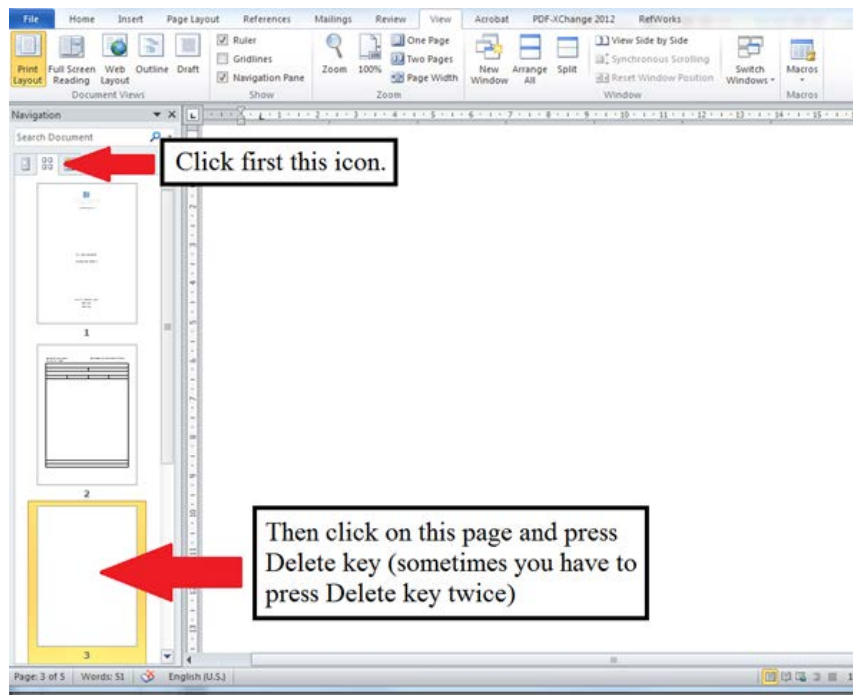 File Home Insert Page Layout References Mailings Review View Acrobat PDF-XChange 2012 RefWorks
Print Layout
Full Screen Reading
Web Layout
Outline
Draft
Document Views
Ruler
Gridlines
Navigation Pane
Show
Zoom
100%
One Page
Two Pages
Page Width
Zoom
New Window
Arrange All
Split
View Side by Side
Synchronous Scrolling
Reset Window Position
Window
Switch Windows
Macros
Macros
Navigation
Search Document
Click first this icon.
1
2
Then click on this page and press
Delete key (sometimes you have to
press Delete key twice)
3
Page: 3 of 5 Words: 51 English (U.S.)